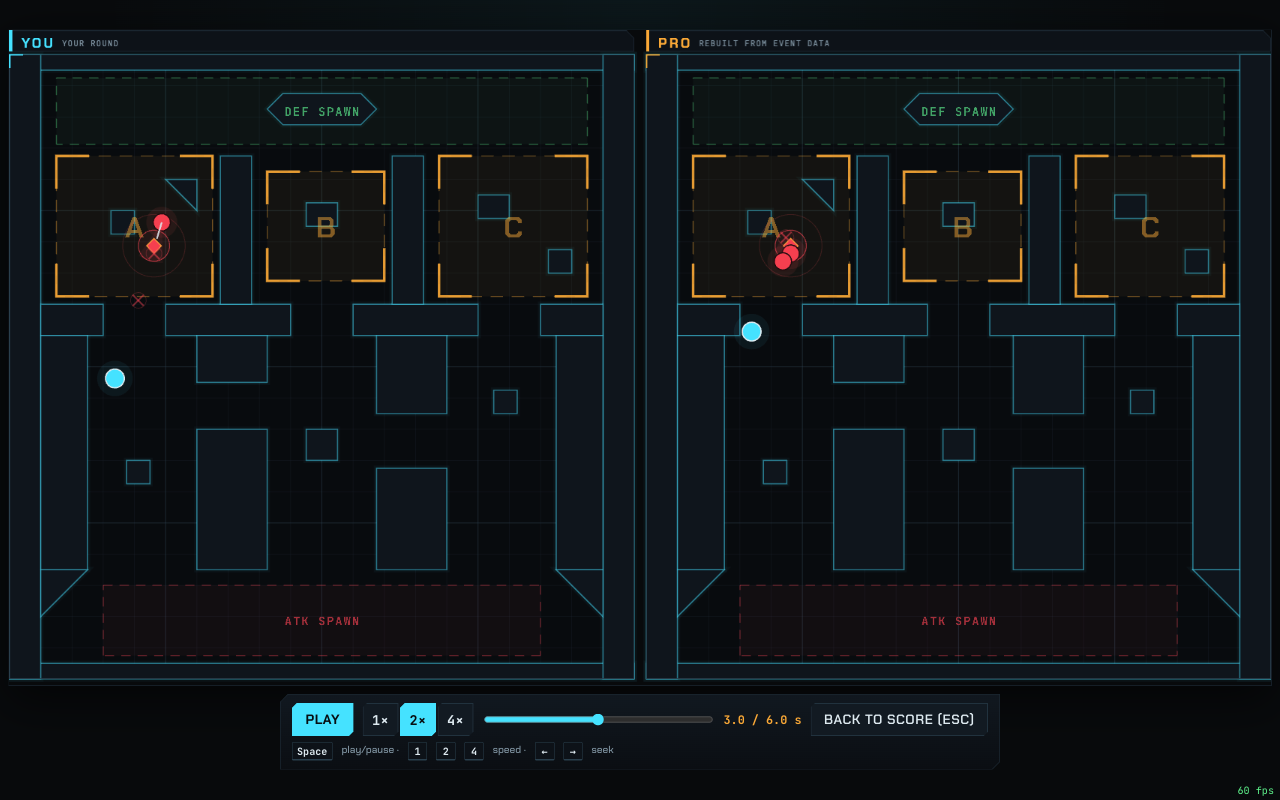 YOU YOUR ROUND
PRO REBUILT FROM EVENT DATA
DEF SPAWN
DEF SPAWN
A
B
C
A
B
C
ATK SPAWN
ATK SPAWN
PLAY 1× 2× 4× 3.0 / 6.0 s BACK TO SCORE (ESC)
Space play/pause · 1 2 4 speed · ← → seek
60 fps